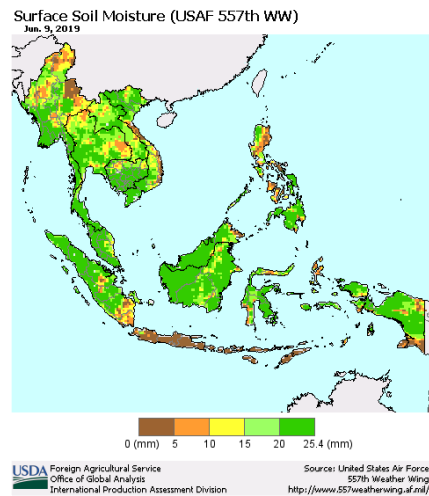 Surface Soil Moisture (USAF 557th WW)
Jun. 9, 2019
0 (mm) 5 10 15 20 25.4 (mm)
USDA Foreign Agricultural Service
Office of Global Analysis
International Production Assessment Division
Source: United States Air Force
557th Weather Wing
http://www.557weatherwing.af.mil/